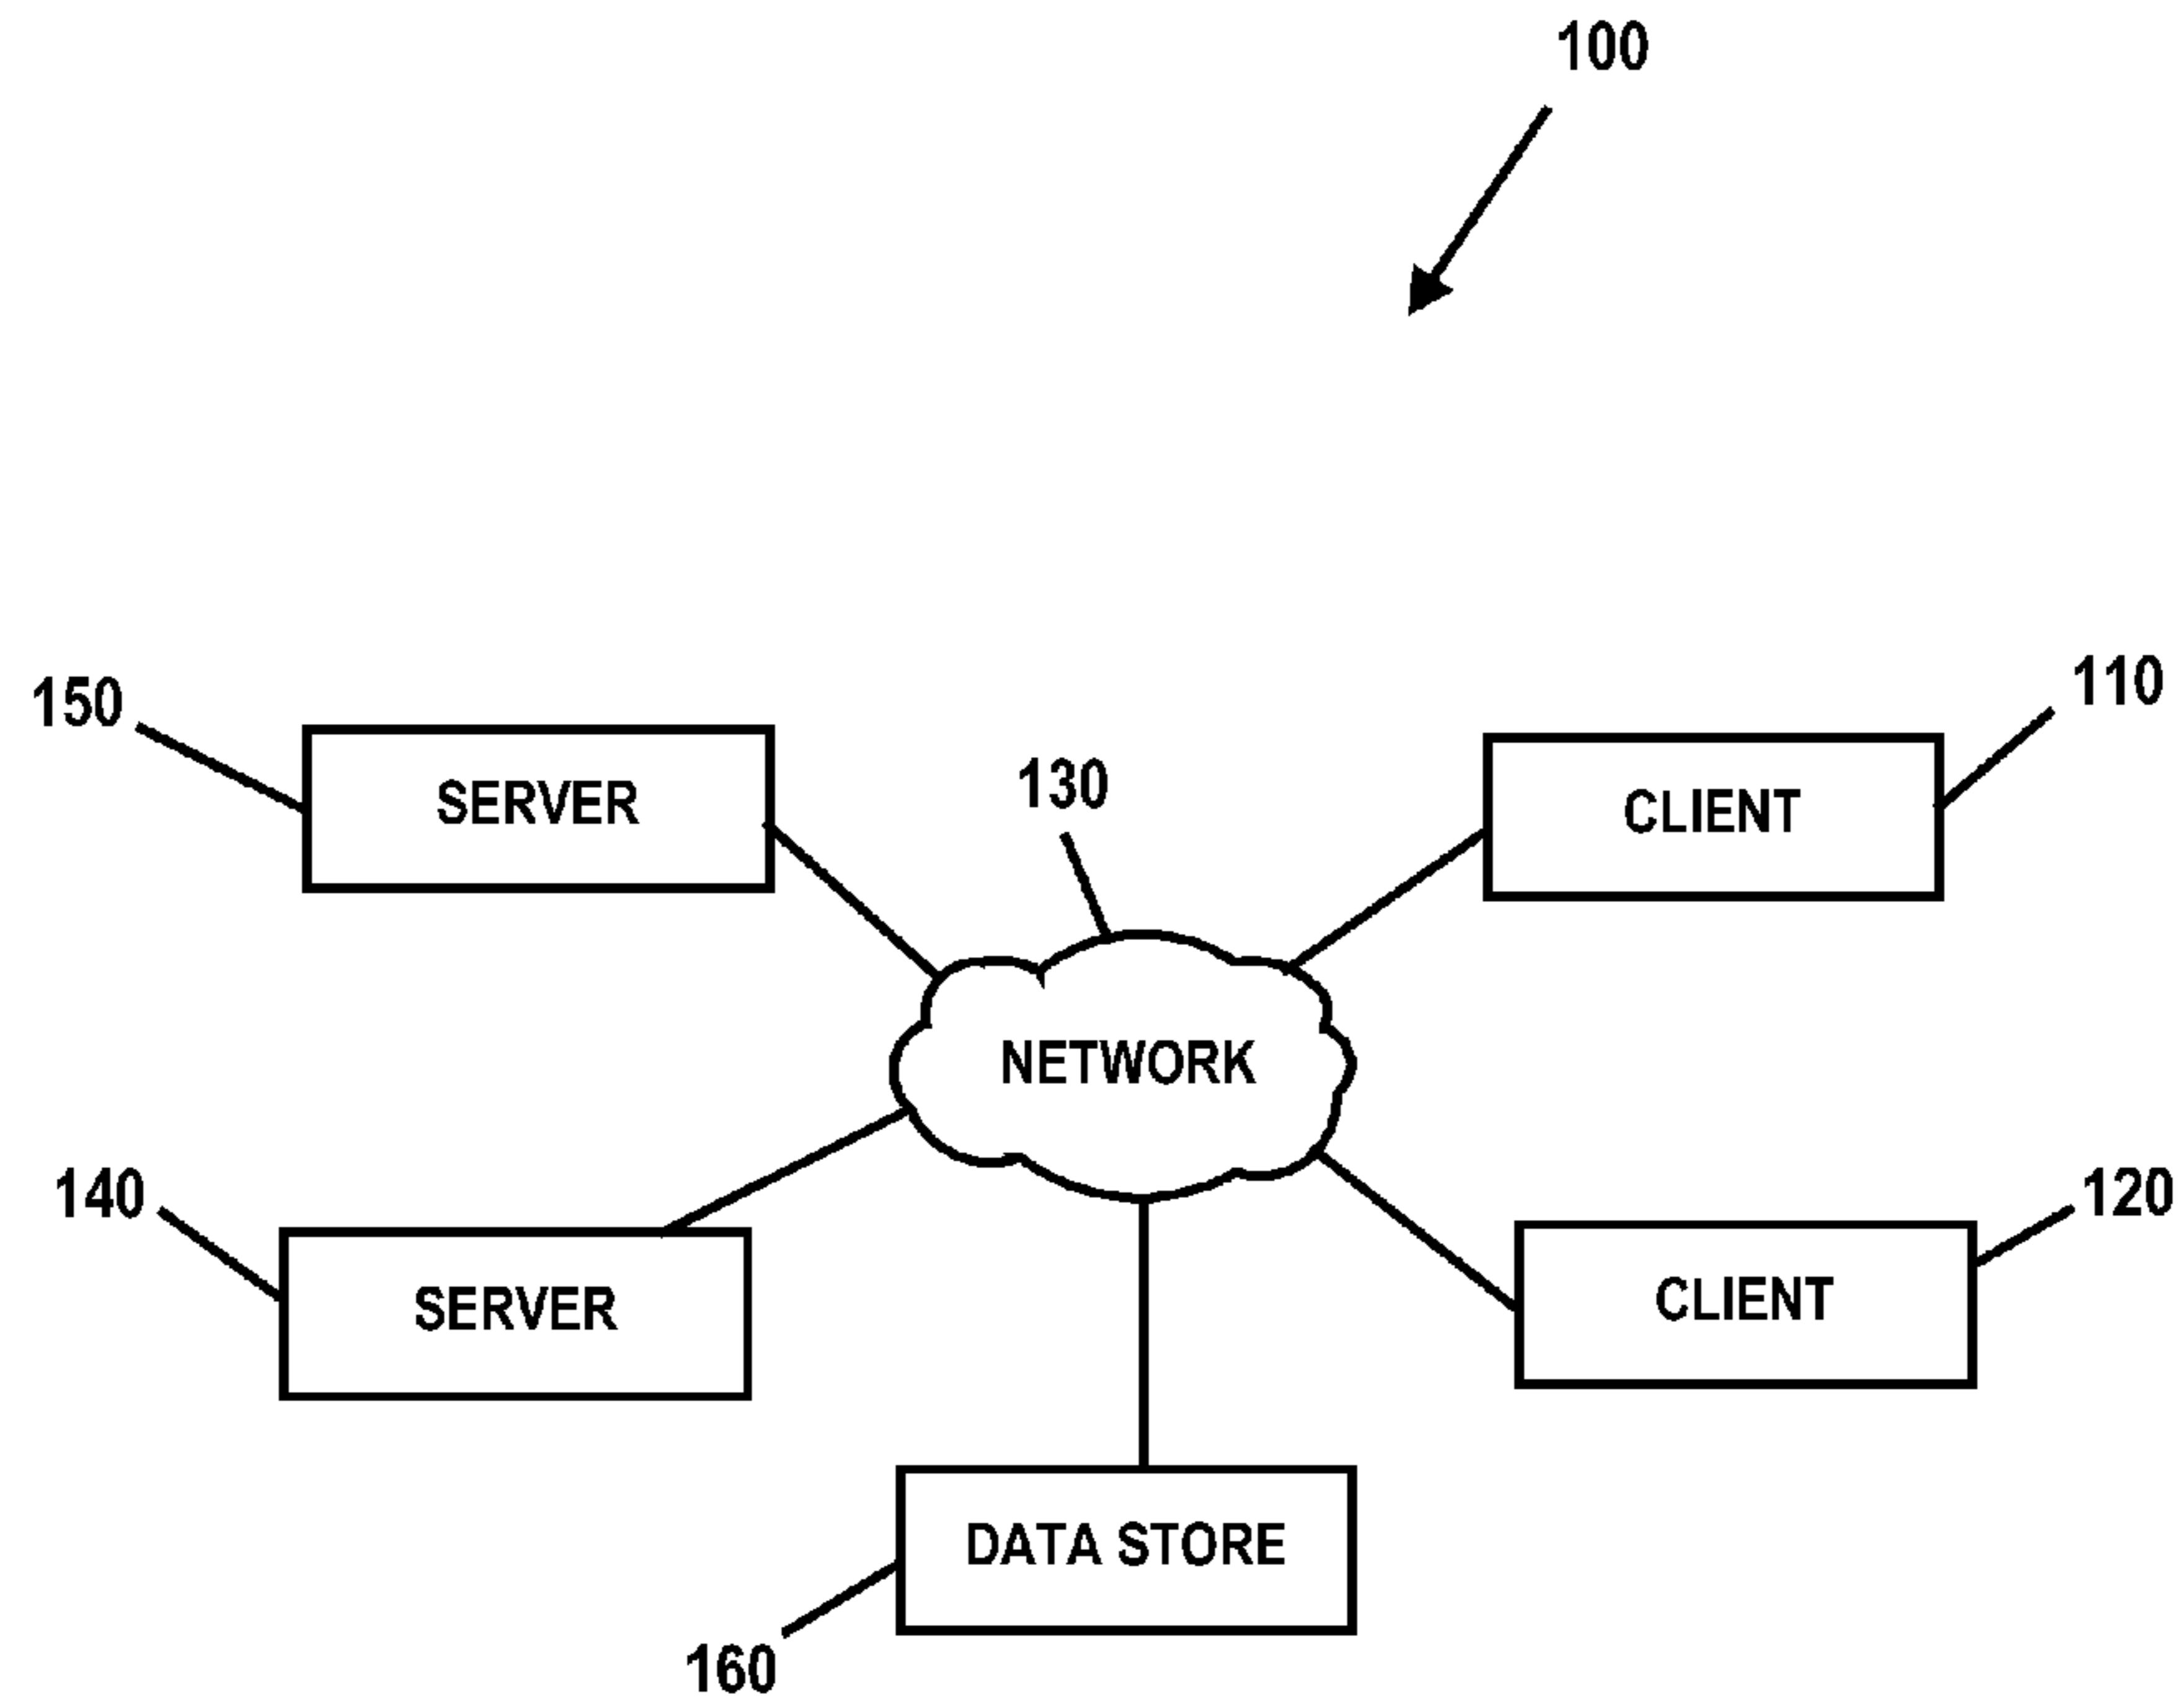 100
150
110
SERVER
130
CLIENT
NETWORK
140
120
SERVER
CLIENT
DATA STORE
160